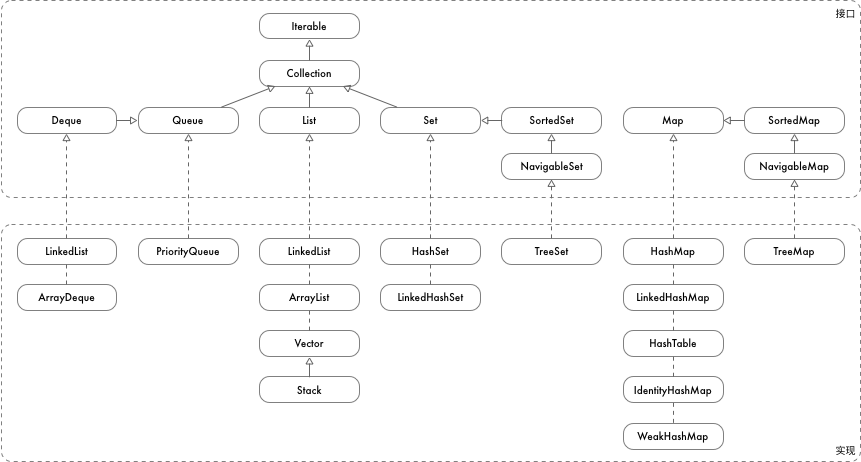 接口
Iterable
Collection
Deque
Queue
List
Set
SortedSet
Map
SortedMap
NavigableSet
NavigableMap
LinkedList
PriorityQueue
LinkedList
HashSet
TreeSet
HashMap
TreeMap
ArrayDeque
ArrayList
LinkedHashSet
LinkedHashMap
Vector
HashTable
Stack
IdentityHashMap
WeakHashMap
实现